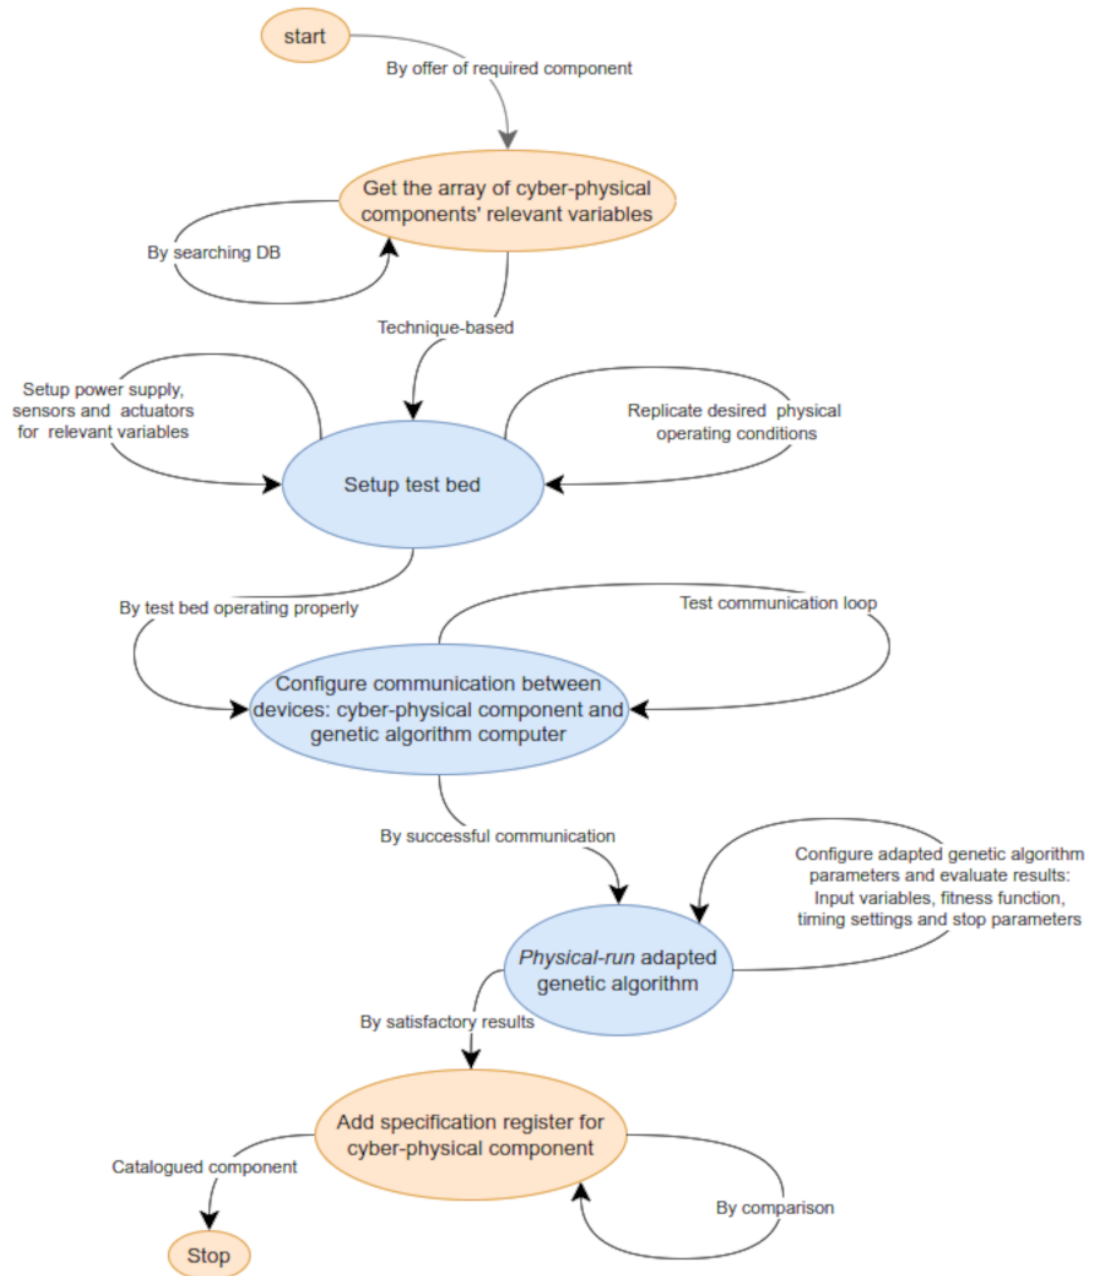 start
By offer of required component
Get the array of cyber-physical
components' relevant variables
By searching DB
Technique-based
Setup power supply,
sensors and actuators
for relevant variables
Replicate desired physical
operating conditions
Setup test bed
By test bed operating properly
Test communication loop
Configure communication between
devices: cyber-physical component and
genetic algorithm computer
By successful communication
Configure adapted genetic algorithm
parameters and evaluate results:
Input variables, fitness function,
timing settings and stop parameters
Physical-run adapted
genetic algorithm
By satisfactory results
Add specification register for
cyber-physical component
Catalogued component
By comparison
Stop